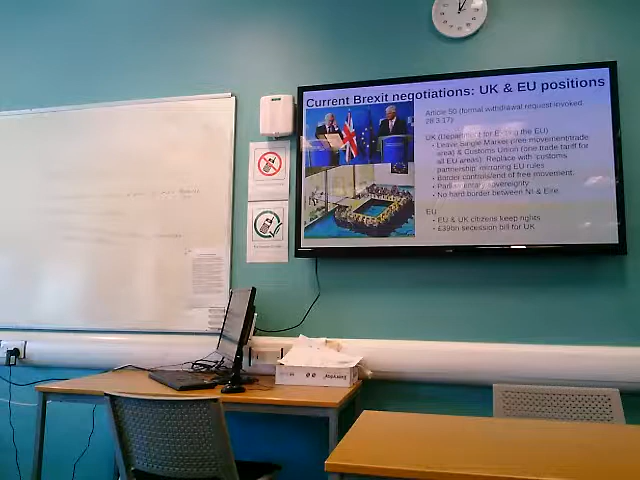 Current Brexit negotiations: UK & EU positions
Article 50 (formal withdrawal request invoked
28.3.17)
UK (Department for Exiting the EU)
• Leave Single Market (free movement/trade
area) & Customs Union (one trade tariff for
all EU areas). Replace with 'customs
partnership' mirroring EU rules
• Border control/end of free movement.
• Parliamentary sovereignty
• No hard border between NI & Eire
EU
• EU & UK citizens keep rights
• £39bn secession bill for UK
Everyday